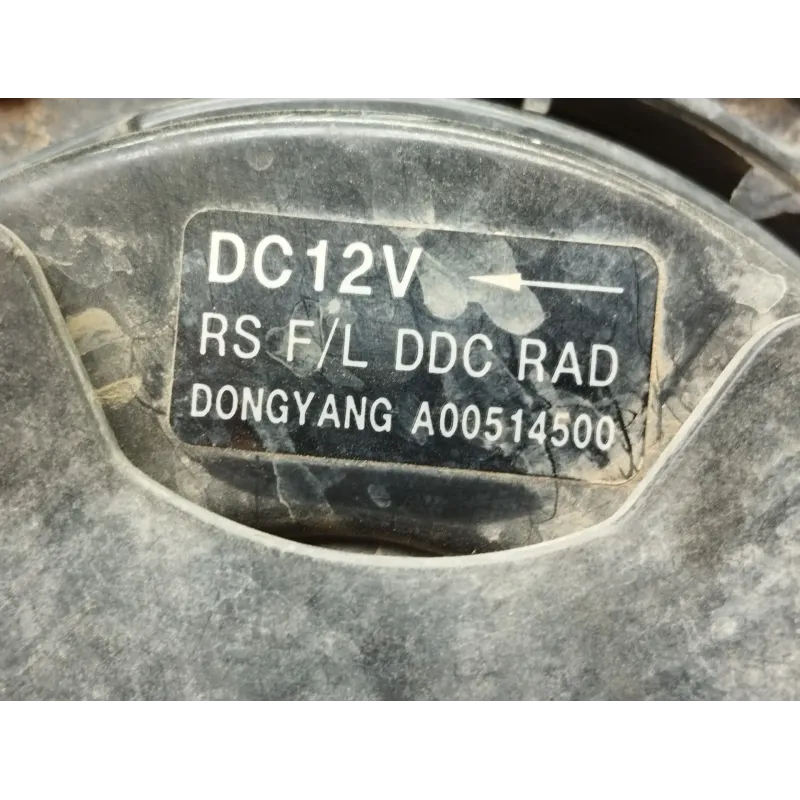 DC12V
RS F/L DDC RAD
DONGYANG A00514500